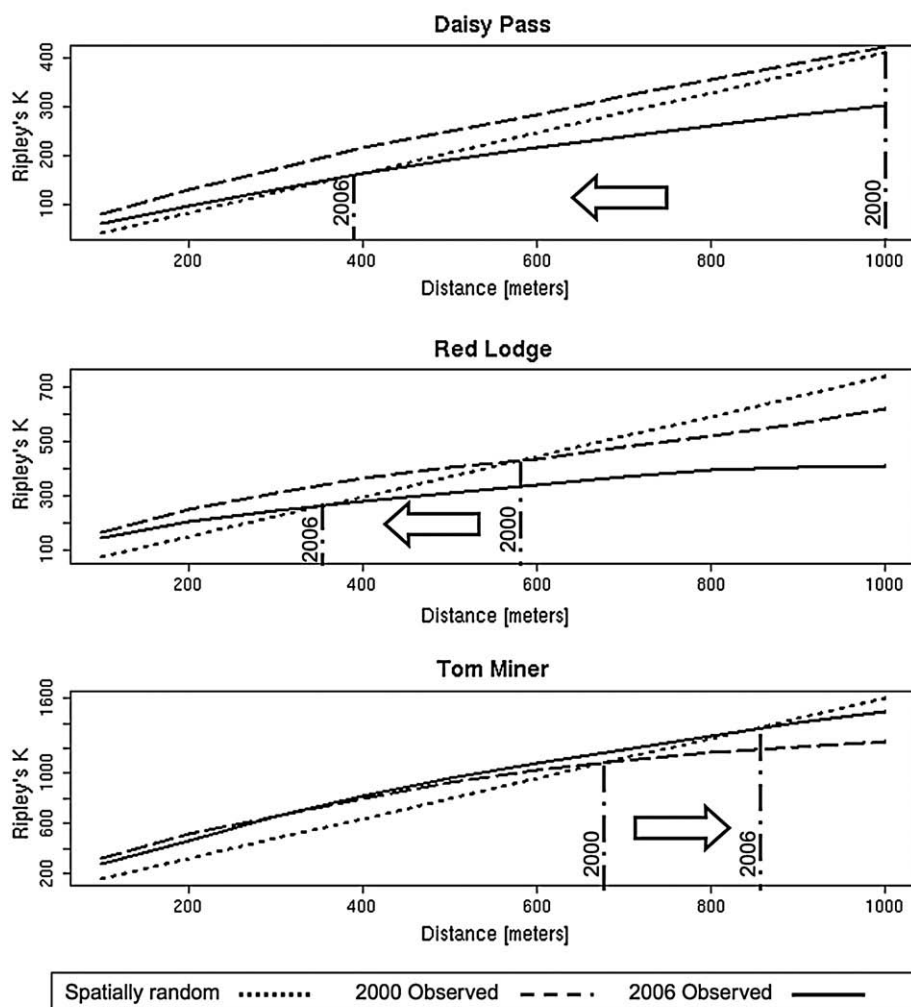 Daisy Pass
Ripley's K
100 200 300 400
2006
2000
200 400 600 800 1000
Distance [meters]
Red Lodge
Ripley's K
100 300 500 700
2006
2000
200 400 600 800 1000
Distance [meters]
Tom Miner
Ripley's K
200 600 1000 1600
2000
2006
200 400 600 800 1000
Distance [meters]
Spatially random 2000 Observed 2006 Observed